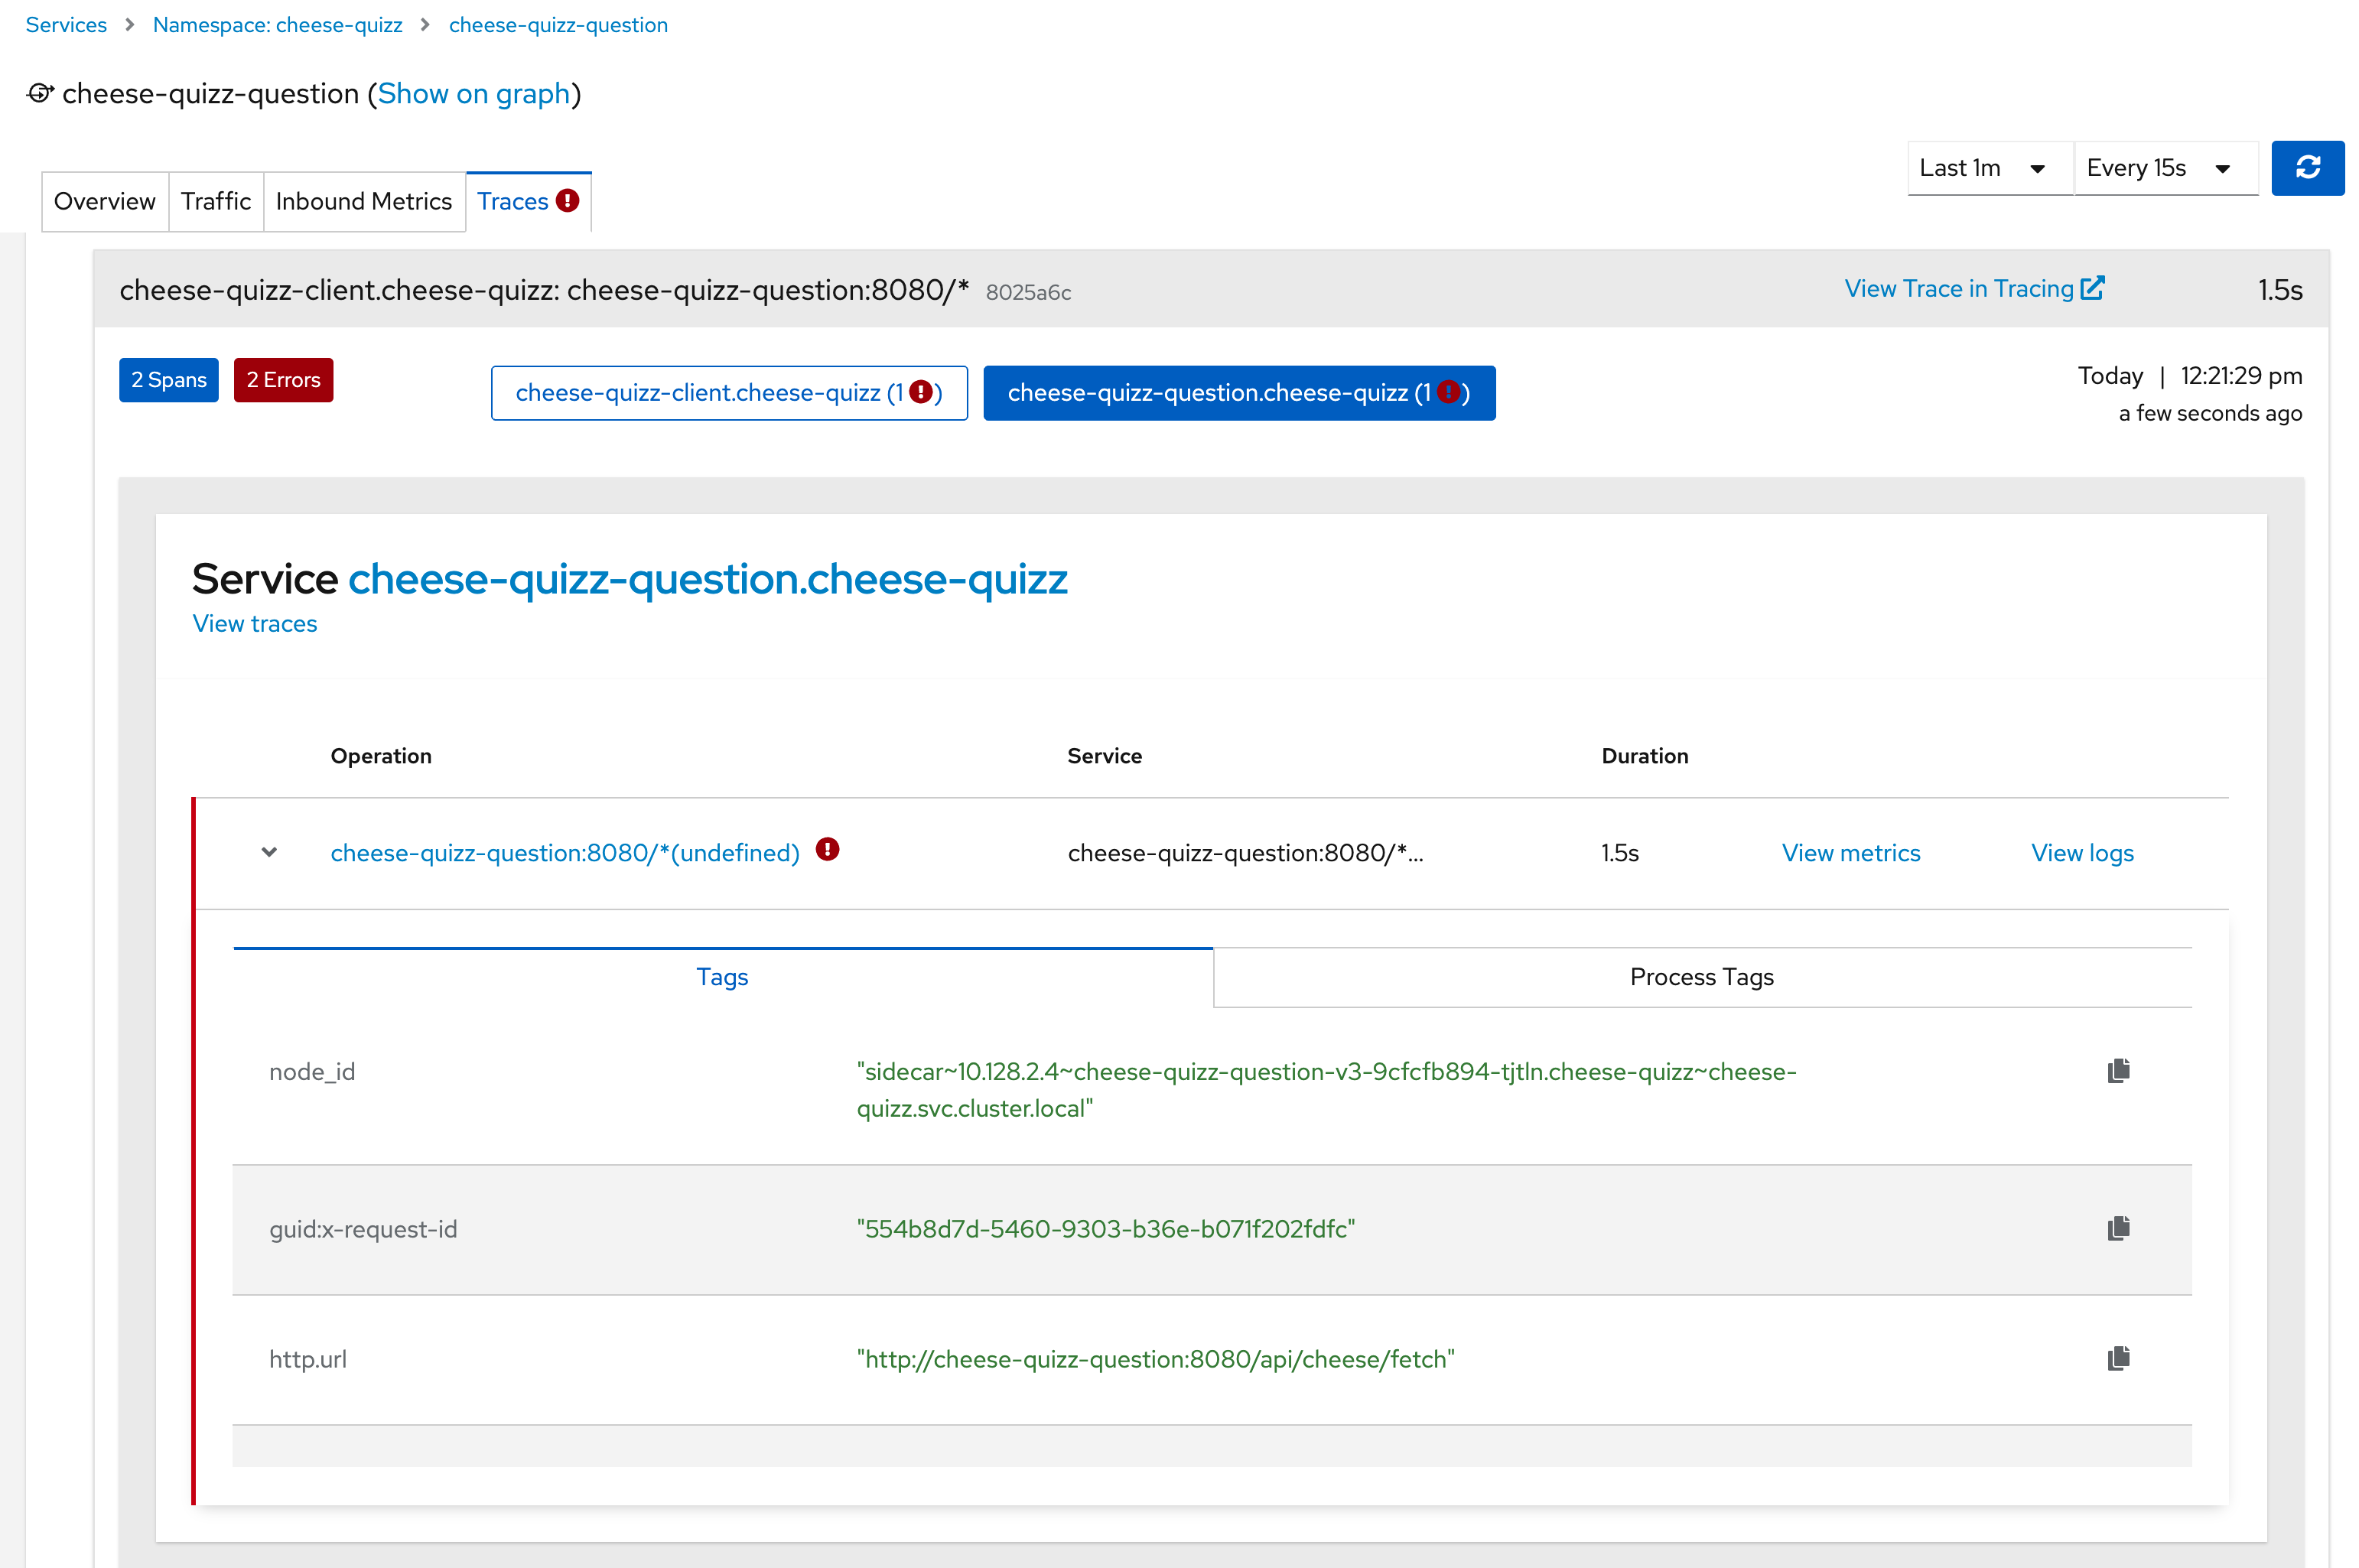 Services > Namespace: cheese-quizz > cheese-quizz-question
cheese-quizz-question (Show on graph)
Last 1m Every 15s
Overview Traffic Inbound Metrics Traces
cheese-quizz-client.cheese-quizz: cheese-quizz-question:8080/* 8025a6c View Trace in Tracing 1.5s
2 Spans 2 Errors cheese-quizz-client.cheese-quizz (1 ) cheese-quizz-question.cheese-quizz (1 ) Today | 12:21:29 pm
a few seconds ago
Service cheese-quizz-question.cheese-quizz
View traces
Operation Service Duration
cheese-quizz-question:8080/*(undefined) cheese-quizz-question:8080/*... 1.5s View metrics View logs
Tags Process Tags
node_id "sidecar~10.128.2.4~cheese-quizz-question-v3-9cfcfb894-tjtln.cheese-quizz~cheese-
quizz.svc.cluster.local"
guid:x-request-id "554b8d7d-5460-9303-b36e-b071f202fdfc"
http.url "http://cheese-quizz-question:8080/api/cheese/fetch"